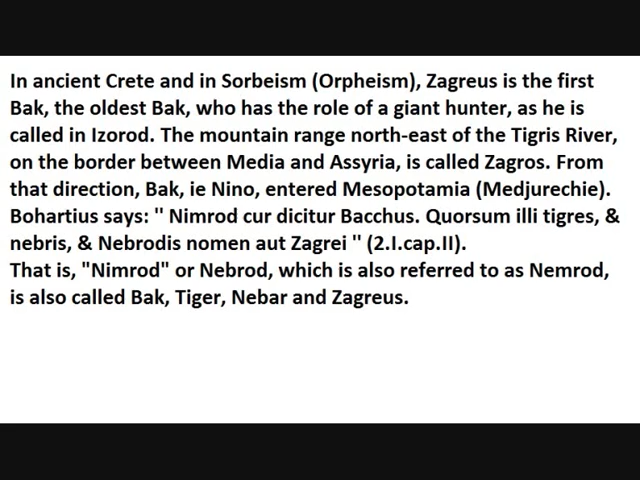 In ancient Crete and in Sorbeism (Orpheism), Zagreus is the first
Bak, the oldest Bak, who has the role of a giant hunter, as he is
called in Izorod. The mountain range north-east of the Tigris River,
on the border between Media and Assyria, is called Zagros. From
that direction, Bak, ie Nino, entered Mesopotamia (Medjurechie).
Bohartius says: " Nimrod cur dicitur Bacchus. Quorsum illi tigres, &
nebris, & Nebrodis nomen aut Zagrei " (2.I.cap.II).
That is, "Nimrod" or Nebrod, which is also referred to as Nemrod,
is also called Bak, Tiger, Nebar and Zagreus.